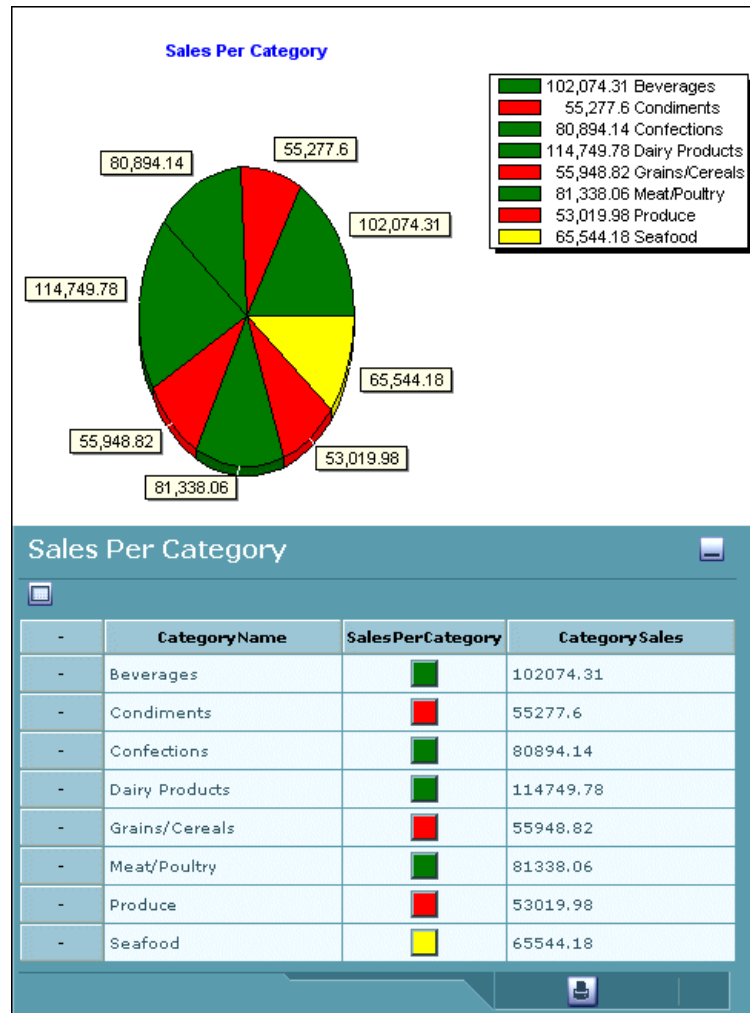 Sales Per Category
102,074.31 Beverages
55,277.6 Condiments
80,894.14 Confections
114,749.78 Dairy Products
55,948.82 Grains/Cereals
81,338.06 Meat/Poultry
53,019.98 Produce
65,544.18 Seafood
55,277.6
80,894.14
102,074.31
114,749.78
65,544.18
55,948.82
53,019.98
81,338.06
Sales Per Category
- CategoryName SalesPerCategory CategorySales
- Beverages 102074.31
- Condiments 55277.6
- Confections 80894.14
- Dairy Products 114749.78
- Grains/Cereals 55948.82
- Meat/Poultry 81338.06
- Produce 53019.98
- Seafood 65544.18